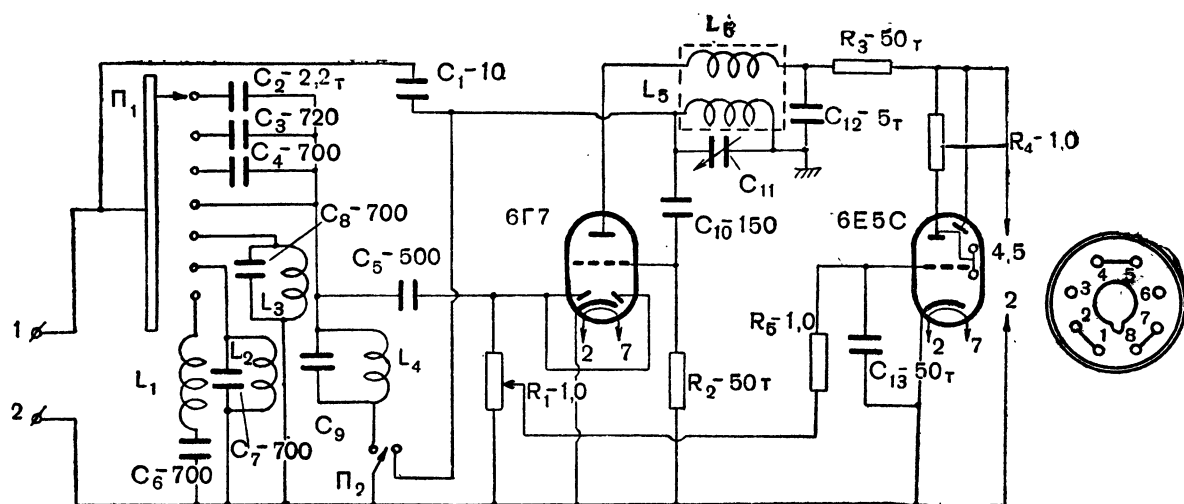 L6
R3-50т
C2-2,2т
C1-10
П1
C3-720
L5
C12-5т
C4-700
R4-1,0
C11
6Г7
C8-700
C10-150
6Е5С
C5-500
4,5
4 5
3 6
L3
2
2 7
1 8
1
R5-1,0
L2
L4
2 7
2 7
L1
R1-1,0
R2-50т
C13-50т
2
C9
C7-700
C6-700
П2